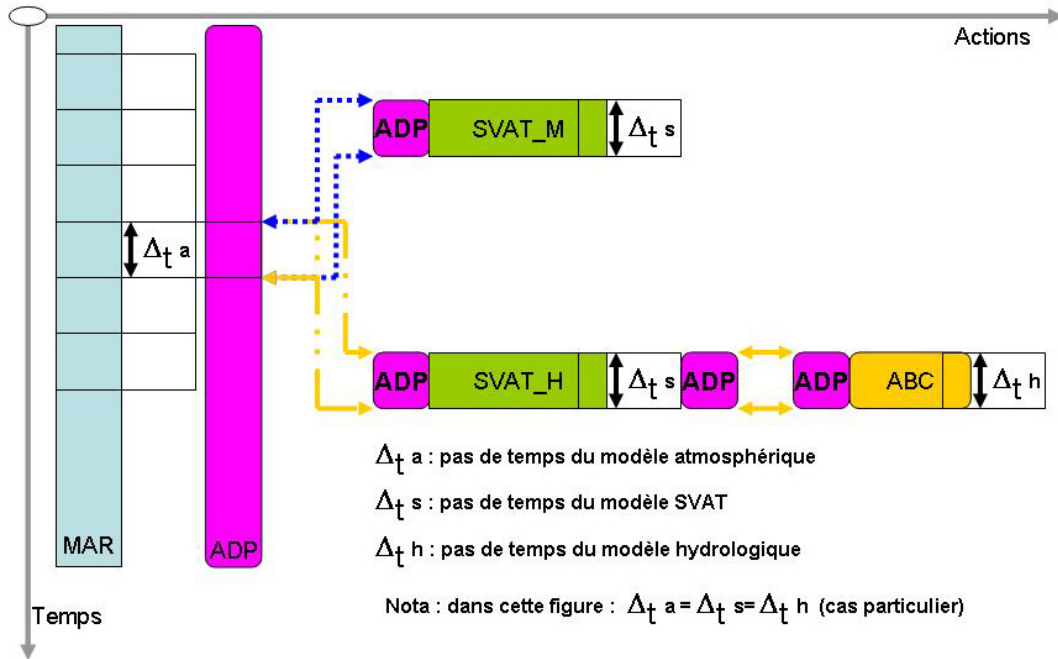 Actions
ADP
SVAT_M
Δt s
Δt a
ADP
SVAT_H
Δt s
ADP
ADP
ABC
Δt h
Δt a : pas de temps du modèle atmosphérique
Δt s : pas de temps du modèle SVAT
Δt h : pas de temps du modèle hydrologique
MAR
ADP
Nota : dans cette figure : Δt a = Δt s= Δt h (cas particulier)
Temps